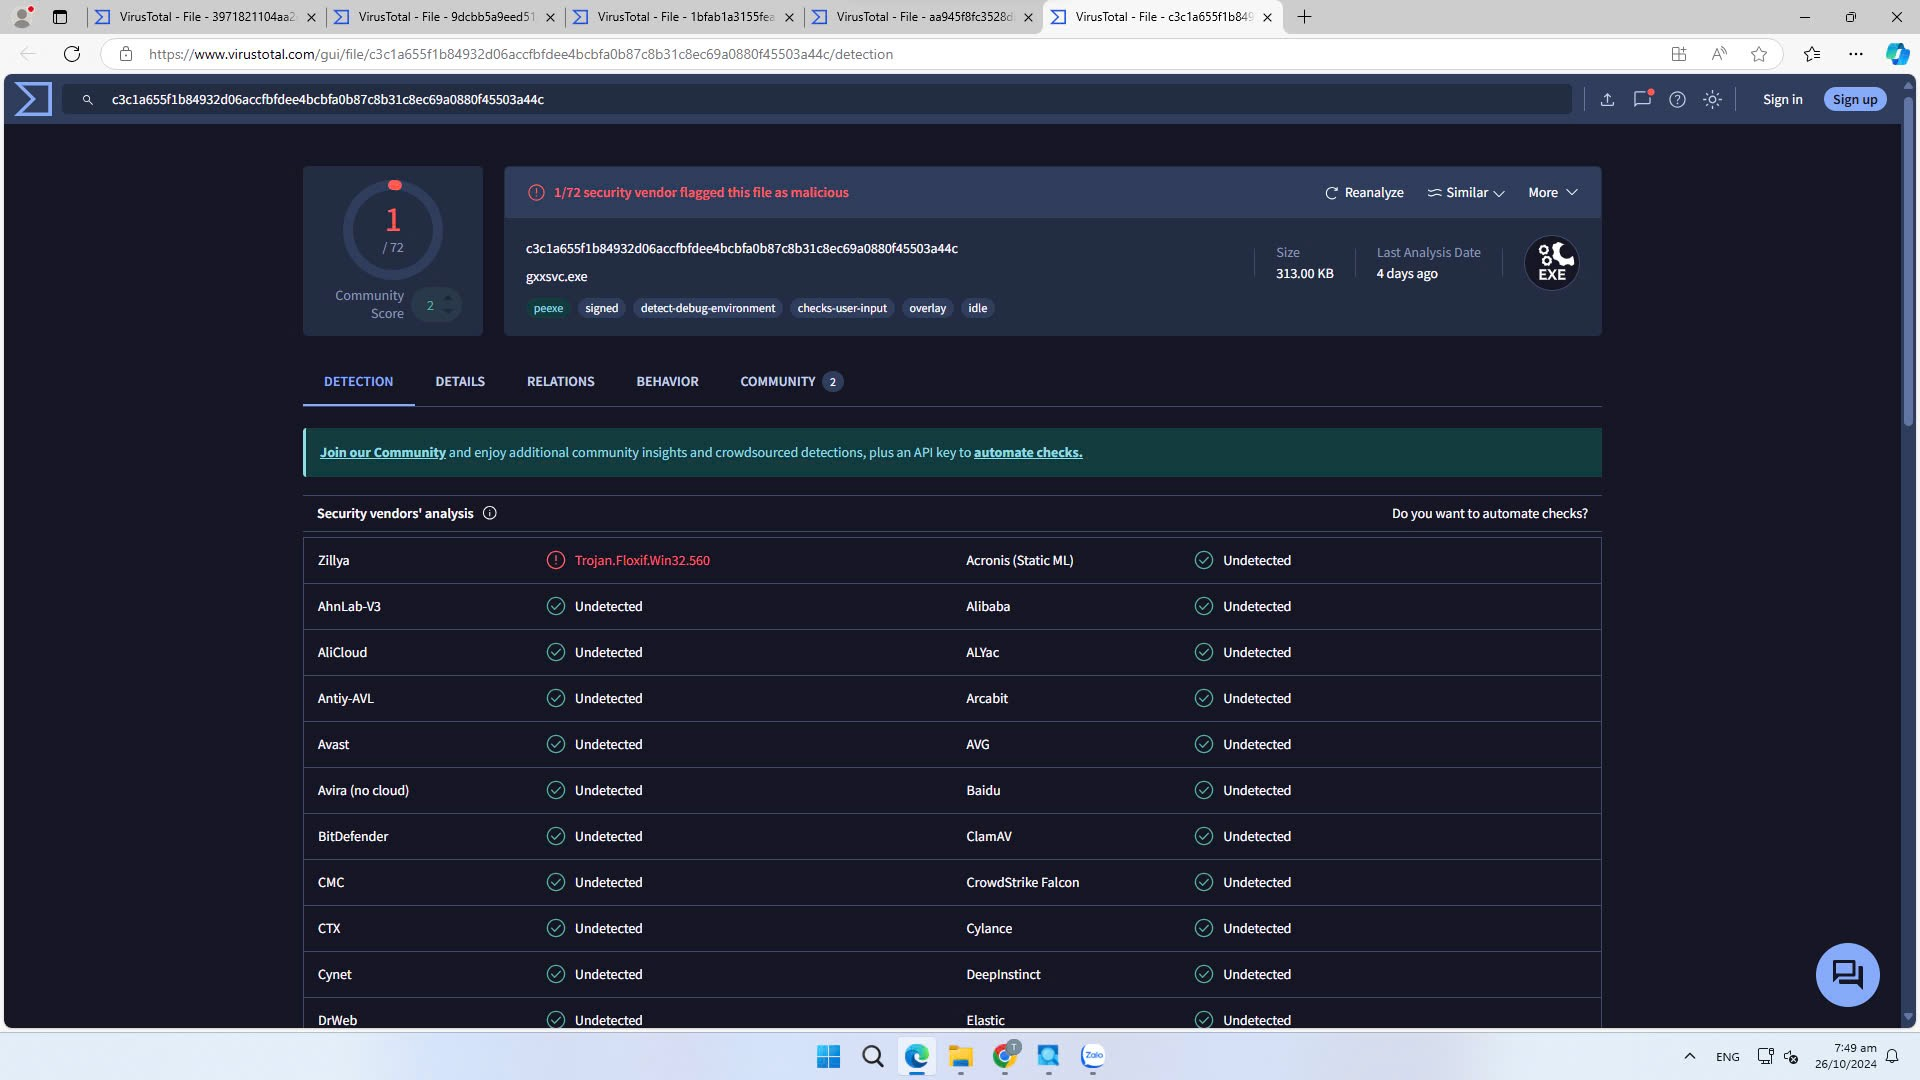 VirusTotal - File - 3971821104aa2
VirusTotal - File - 9dcbb5a9eed51
VirusTotal - File - 1bfab1a3155fea
VirusTotal - File - aa945f8fc3528d
VirusTotal - File - c3c1a655f1b849
https://www.virustotal.com/gui/file/c3c1a655f1b84932d06accfbfdee4bcbfa0b87c8b31c8ec69a0880f45503a44c/detection
c3c1a655f1b84932d06accfbfdee4bcbfa0b87c8b31c8ec69a0880f45503a44c
Sign in
Sign up
1
/ 72
Community
Score
2
1/72 security vendor flagged this file as malicious
Reanalyze
Similar
More
c3c1a655f1b84932d06accfbfdee4bcbfa0b87c8b31c8ec69a0880f45503a44c
gxxsvc.exe
Size
313.00 KB
Last Analysis Date
4 days ago
EXE
peexe signed detect-debug-environment checks-user-input overlay idle
DETECTION DETAILS RELATIONS BEHAVIOR COMMUNITY 2
Join our Community and enjoy additional community insights and crowdsourced detections, plus an API key to automate checks.
Security vendors' analysis
Do you want to automate checks?
Zillya Trojan.Floxif.Win32.560 Acronis (Static ML) Undetected
AhnLab-V3 Undetected Alibaba Undetected
AliCloud Undetected ALYac Undetected
Antiy-AVL Undetected Arcabit Undetected
Avast Undetected AVG Undetected
Avira (no cloud) Undetected Baidu Undetected
BitDefender Undetected ClamAV Undetected
CMC Undetected CrowdStrike Falcon Undetected
CTX Undetected Cylance Undetected
Cynet Undetected DeepInstinct Undetected
DrWeb Undetected Elastic Undetected
T
Zalo
ENG
7:49 am
26/10/2024